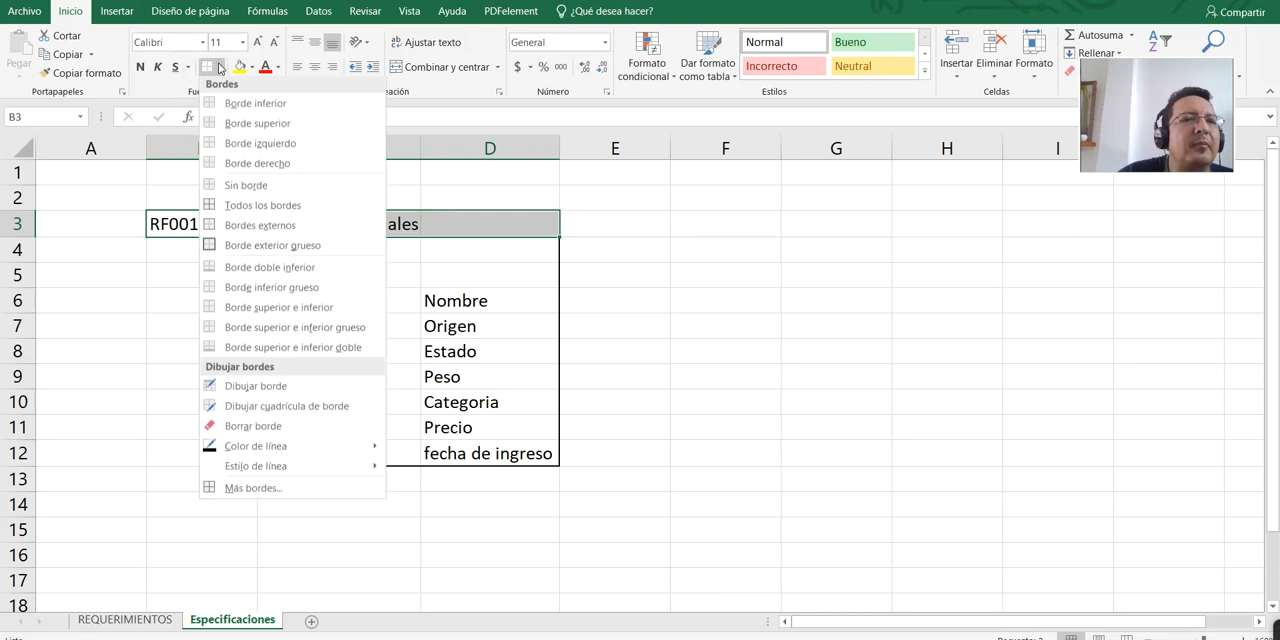 Archivo Inicio Insertar Diseño de página Fórmulas Datos Revisar Vista Ayuda PDFelement ¿Qué desea hacer? Compartir
Pegar
Cortar
Copiar
Copiar formato
Portapapeles
Calibri 11
N K S
Ajustar texto
Combinar y centrar
General
$ % 000
Número
Formato condicional
Dar formato como tabla
Normal Bueno
Incorrecto Neutral
Estilos
Insertar Eliminar Formato
Celdas
Autosuma
Rellenar
B3
fx
A D E F G H I
Bordes
Borde inferior
Borde superior
Borde izquierdo
Borde derecho
Sin borde
Todos los bordes
Bordes externos
Borde exterior grueso
Borde doble inferior
Borde inferior grueso
Borde superior e inferior
Borde superior e inferior grueso
Borde superior e inferior doble
Dibujar bordes
Dibujar borde
Dibujar cuadrícula de borde
Borrar borde
Color de línea
Estilo de línea
Más bordes...
1
2
3 RF001 ales
4
5
6 Nombre
7 Origen
8 Estado
9 Peso
10 Categoria
11 Precio
12 fecha de ingreso
13
14
15
16
17
18
REQUERIMIENTOS Especificaciones